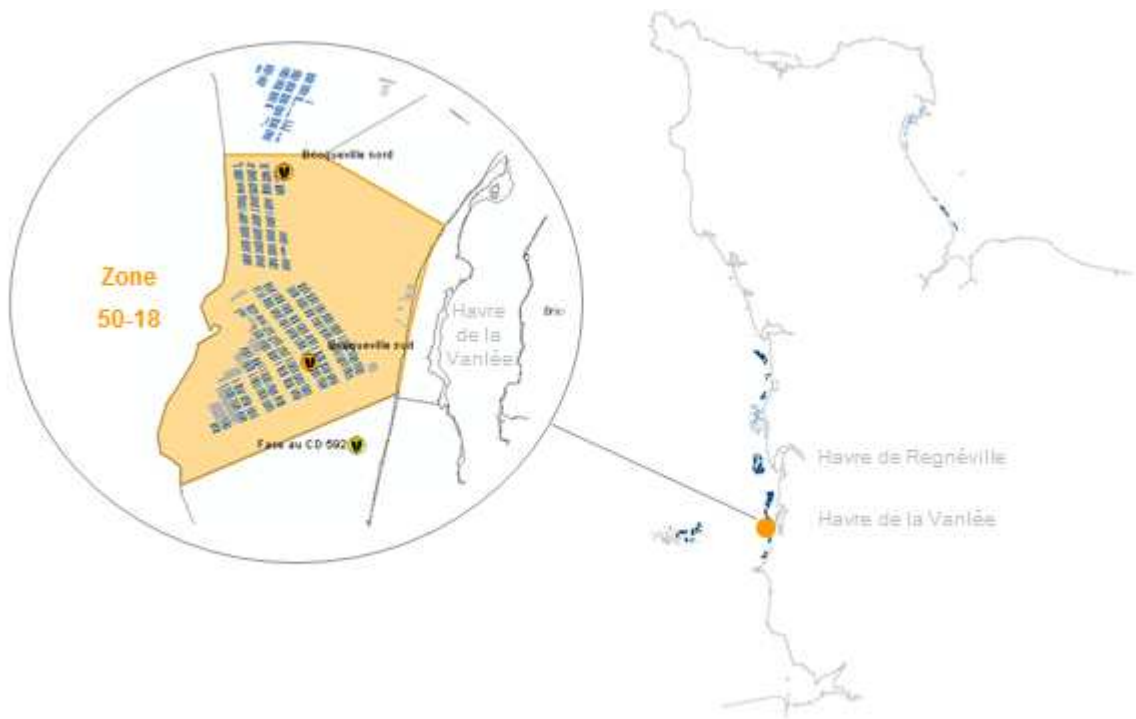 Bricqueville nord
Zone
50-18
Havre
de la
Vanlée
Bricqueville sud
Face au CD 592
Havre de Regnéville
Havre de la Vanlée